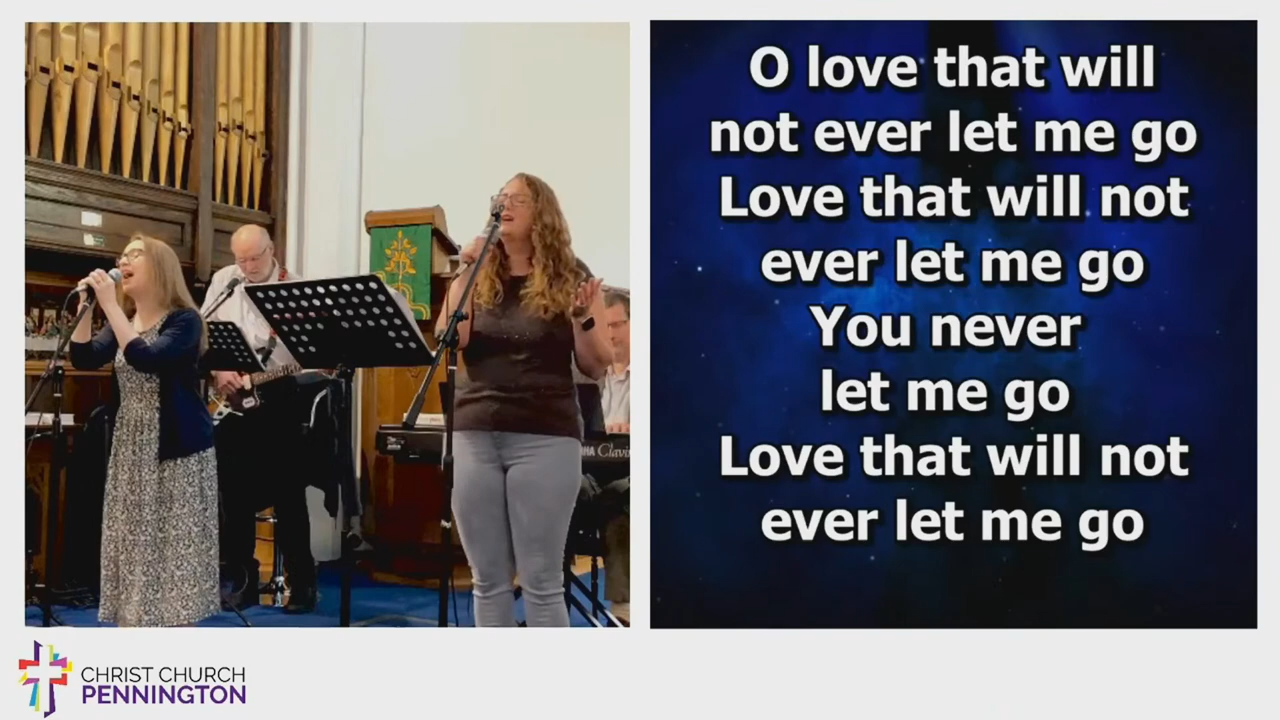 O love that will
not ever let me go
Love that will not
ever let me go
You never
let me go
Love that will not
ever let me go
CHRIST CHURCH
PENNINGTON